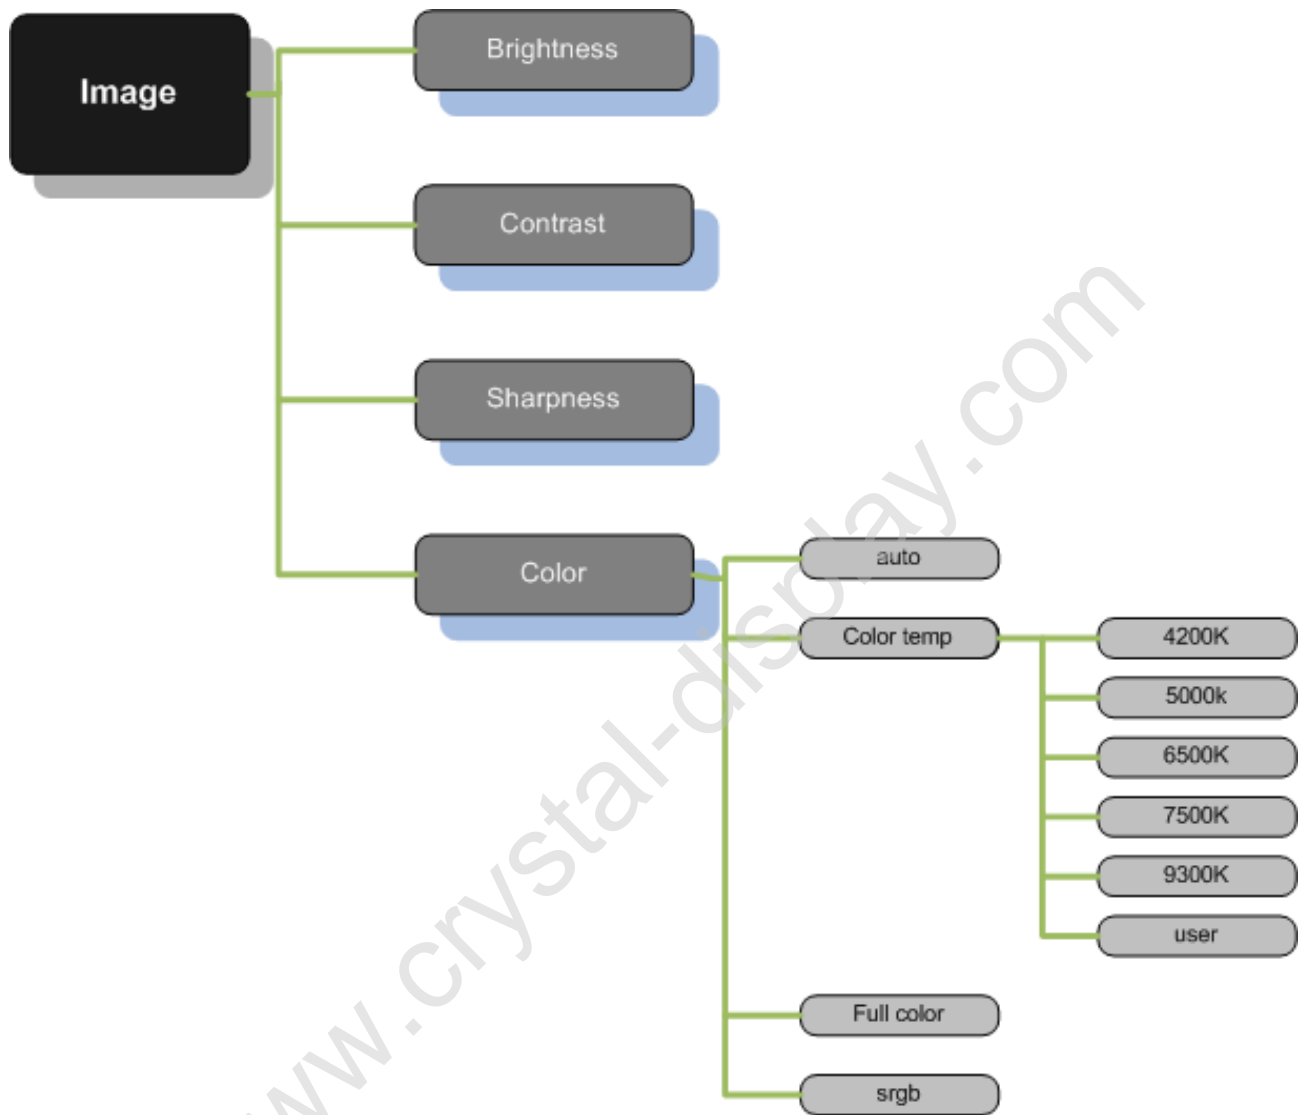 Image
Brightness
Contrast
Sharpness
Color
auto
Color temp
4200K
5000k
6500K
7500K
9300K
user
Full color
srgb
www.crystal-display.com